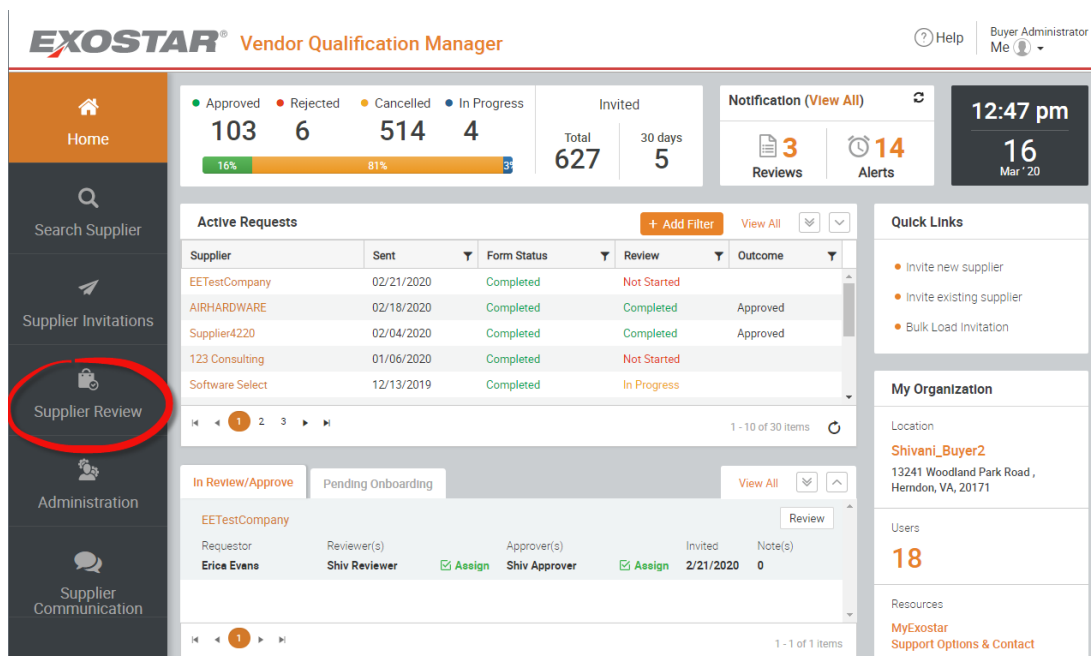 EXOSTAR® Vendor Qualification Manager
? Help
Buyer Administrator
Me
Home
Search Supplier
Supplier Invitations
Supplier Review
Administration
Supplier
Communication
Approved Rejected Cancelled In Progress
103 6 514 4
16% 81% 3%
Invited
Total 30 days
627 5
Notification (View All)
3 14
Reviews Alerts
12:47 pm
16
Mar ' 20
Active Requests + Add Filter View All
Supplier Sent Form Status Review Outcome
EETestCompany 02/21/2020 Completed Not Started
AIRHARDWARE 02/18/2020 Completed Completed Approved
Supplier4220 02/04/2020 Completed Completed Approved
123 Consulting 01/06/2020 Completed Not Started
Software Select 12/13/2019 Completed In Progress
1 2 3 1 - 10 of 30 items
In Review/Approve Pending Onboarding View All
EETestCompany Review
Requestor Reviewer(s) Approver(s) Invited Note(s)
Erica Evans Shiv Reviewer Assign Shiv Approver Assign 2/21/2020 0
1 1 - 1 of 1 items
Quick Links
Invite new supplier
Invite existing supplier
Bulk Load Invitation
My Organization
Location
Shivani_Buyer2
13241 Woodland Park Road ,
Herndon, VA, 20171
Users
18
Resources
MyExostar
Support Options & Contact